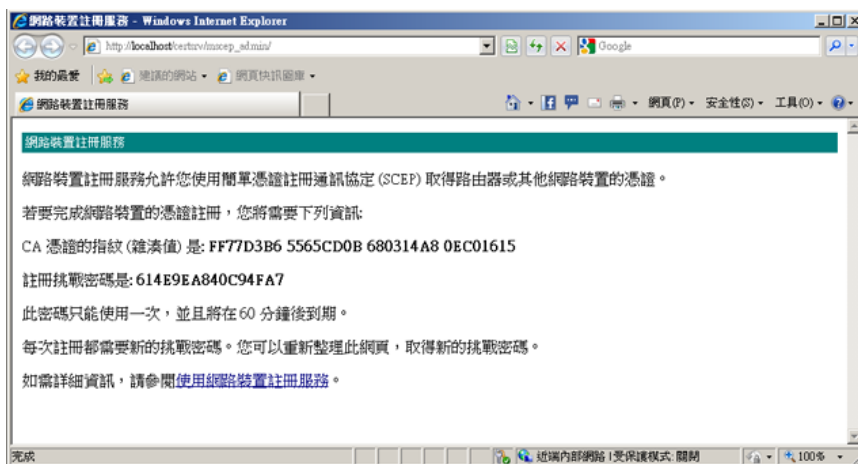 網路裝置註冊服務 - Windows Internet Explorer
http://localhost/certsrv/mscep_admin/
Google
我的最愛 建議的網站 網頁快訊圖庫
網路裝置註冊服務 網頁(P) 安全性(S) 工具(O)
網路裝置註冊服務
網路裝置註冊服務允許您使用簡單憑證註冊通訊協定 (SCEP) 取得路由器或其他網路裝置的憑證。
若要完成網路裝置的憑證註冊，您將需要下列資訊:
CA 憑證的指紋 (雜湊值) 是: FF77D3B6 5565CD0B 680314A8 0EC01615
註冊挑戰密碼是: 614E9EA840C94FA7
此密碼只能使用一次，並且將在 60 分鐘後到期。
每次註冊都需要新的挑戰密碼。您可以重新整理此網頁，取得新的挑戰密碼。
如需詳細資訊，請參閱使用網路裝置註冊服務。
完成 近端內部網路 | 受保護模式: 關閉 100%